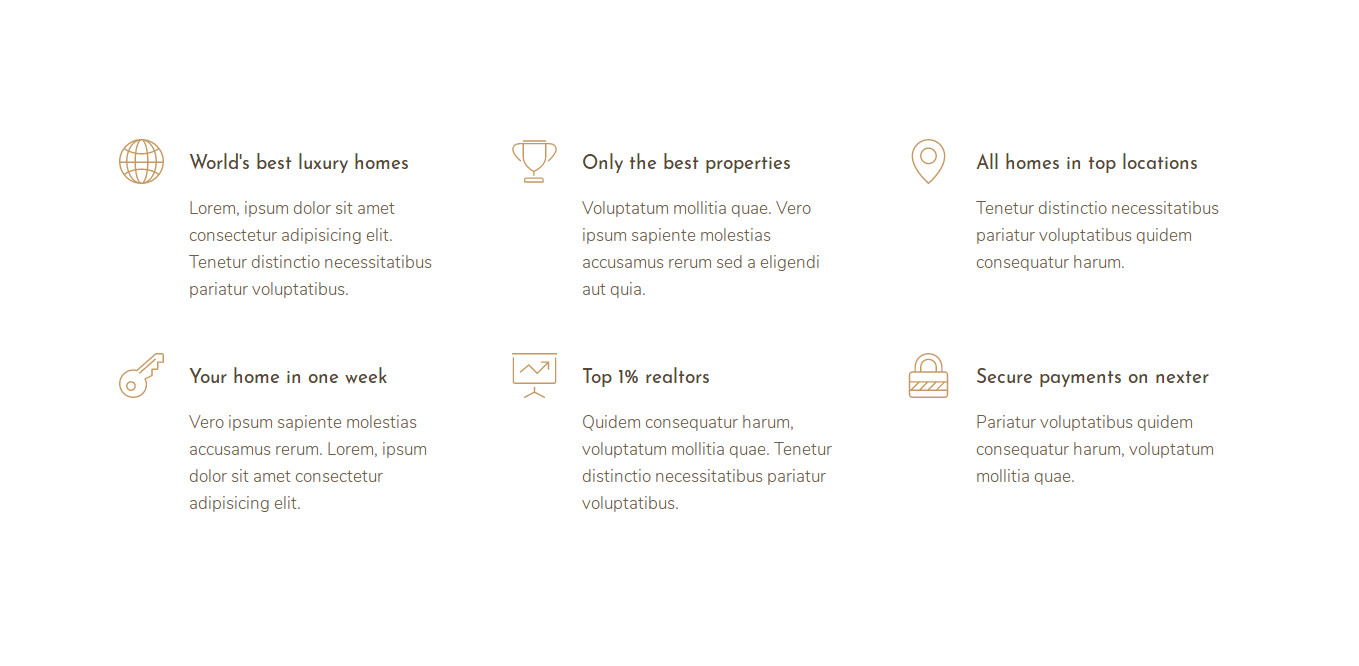 World's best luxury homes
Lorem, ipsum dolor sit amet
consectetur adipisicing elit.
Tenetur distinctio necessitatibus
pariatur voluptatibus.
Only the best properties
Voluptatum mollitia quae. Vero
ipsum sapiente molestias
accusamus rerum sed a eligendi
aut quia.
All homes in top locations
Tenetur distinctio necessitatibus
pariatur voluptatibus quidem
consequatur harum.
Your home in one week
Vero ipsum sapiente molestias
accusamus rerum. Lorem, ipsum
dolor sit amet consectetur
adipisicing elit.
Top 1% realtors
Quidem consequatur harum,
voluptatum mollitia quae. Tenetur
distinctio necessitatibus pariatur
voluptatibus.
Secure payments on nexter
Pariatur voluptatibus quidem
consequatur harum, voluptatum
mollitia quae.